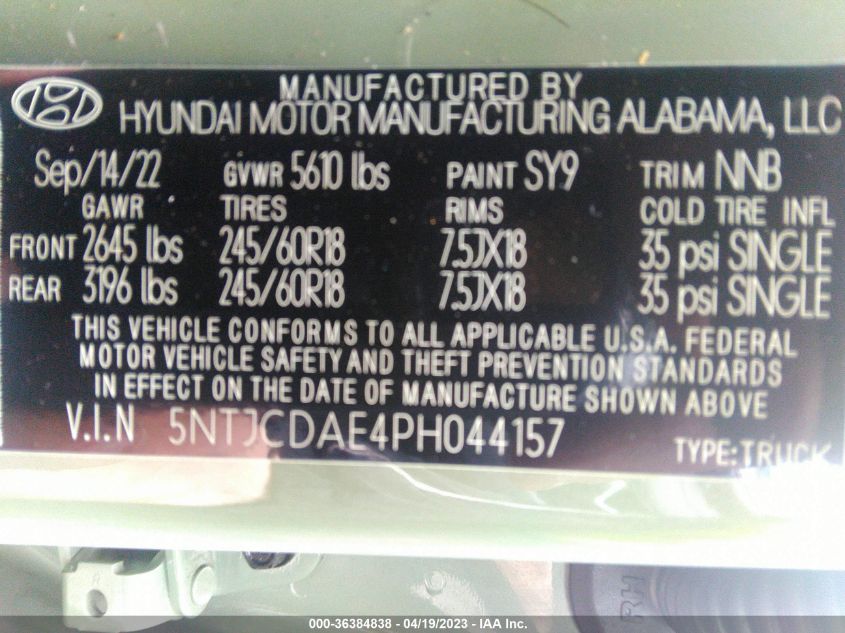 MANUFACTURED BY
HYUNDAI MOTOR MANUFACTURING ALABAMA, LLC
Sep/14/22 GVWR 5610 lbs PAINT SY9 TRIM NNB
GAWR TIRES RIMS COLD TIRE INFL
FRONT 2645 lbs 245/60R18 7.5JX18 35 psi SINGLE
REAR 3196 lbs 245/60R18 7.5JX18 35 psi SINGLE
THIS VEHICLE CONFORMS TO ALL APPLICABLE U.S.A. FEDERAL
MOTOR VEHICLE SAFETY AND THEFT PREVENTION STANDARDS
IN EFFECT ON THE DATE OF MANUFACTURE SHOWN ABOVE
V.I.N 5NTJCDAE4PH044157 TYPE:TRUCK
RH
000-36384838 - 04/19/2023 - IAA Inc.